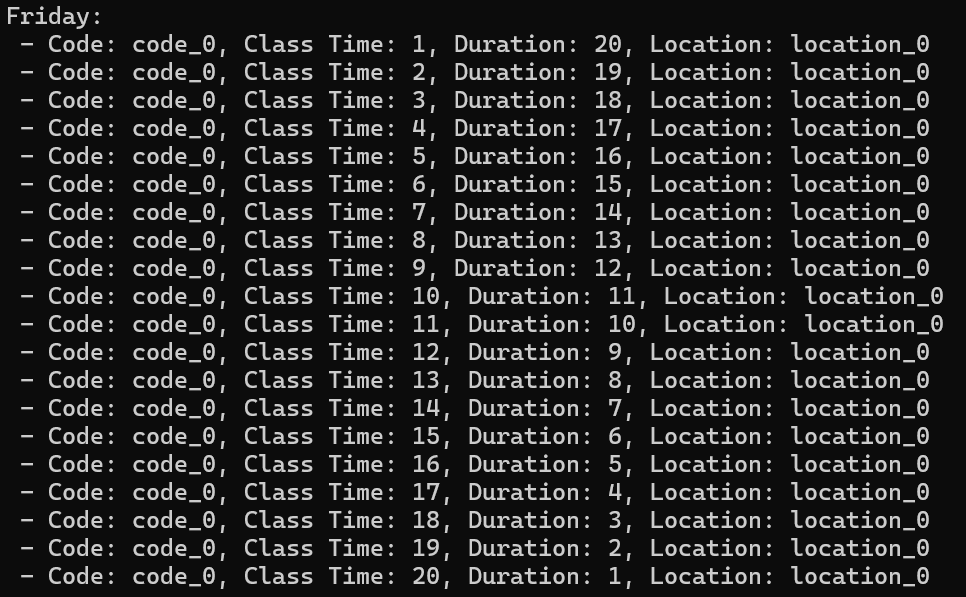 Friday:
 - Code: code_0, Class Time: 1, Duration: 20, Location: location_0
 - Code: code_0, Class Time: 2, Duration: 19, Location: location_0
 - Code: code_0, Class Time: 3, Duration: 18, Location: location_0
 - Code: code_0, Class Time: 4, Duration: 17, Location: location_0
 - Code: code_0, Class Time: 5, Duration: 16, Location: location_0
 - Code: code_0, Class Time: 6, Duration: 15, Location: location_0
 - Code: code_0, Class Time: 7, Duration: 14, Location: location_0
 - Code: code_0, Class Time: 8, Duration: 13, Location: location_0
 - Code: code_0, Class Time: 9, Duration: 12, Location: location_0
 - Code: code_0, Class Time: 10, Duration: 11, Location: location_0
 - Code: code_0, Class Time: 11, Duration: 10, Location: location_0
 - Code: code_0, Class Time: 12, Duration: 9, Location: location_0
 - Code: code_0, Class Time: 13, Duration: 8, Location: location_0
 - Code: code_0, Class Time: 14, Duration: 7, Location: location_0
 - Code: code_0, Class Time: 15, Duration: 6, Location: location_0
 - Code: code_0, Class Time: 16, Duration: 5, Location: location_0
 - Code: code_0, Class Time: 17, Duration: 4, Location: location_0
 - Code: code_0, Class Time: 18, Duration: 3, Location: location_0
 - Code: code_0, Class Time: 19, Duration: 2, Location: location_0
 - Code: code_0, Class Time: 20, Duration: 1, Location: location_0